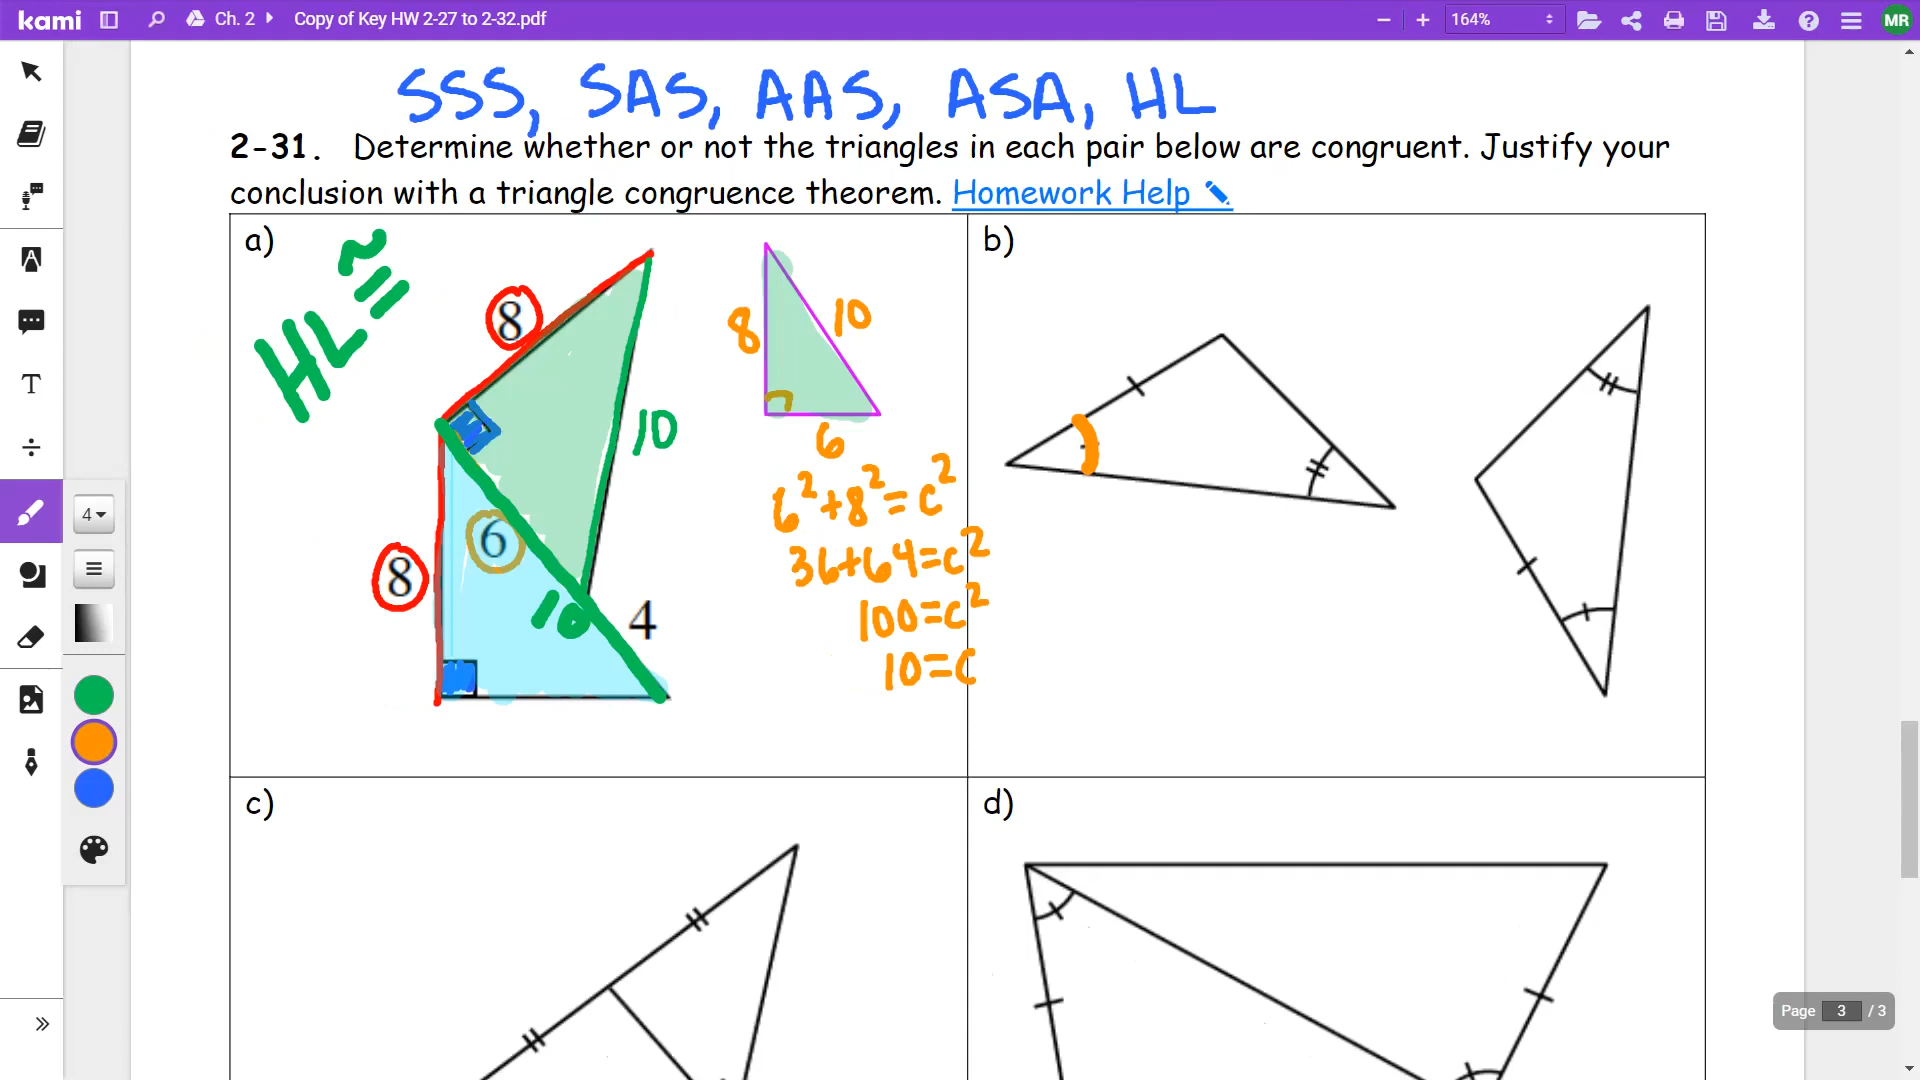 kami Ch. 2 Copy of Key HW 2-27 to 2-32.pdf 164% MR
SSS, SAS, AAS, ASA, HL
2-31. Determine whether or not the triangles in each pair below are congruent. Justify your
conclusion with a triangle congruence theorem. Homework Help
a)
HL ≅
8
10
6
8
10
4
8
10
6
6²+8²=c²
36+64=c²
100=c²
10=c
b)
c)
d)
T
4
Page 3 / 3